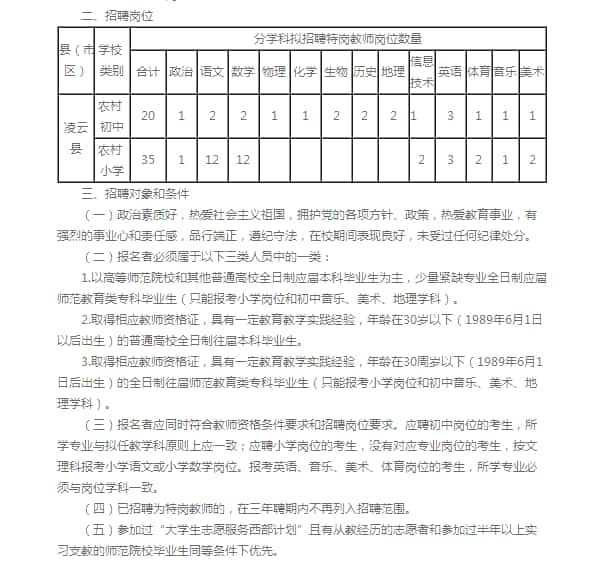 二、招聘岗位
县（市区） 学校类别 分学科拟招聘特岗教师岗位数量
合计 政治 语文 数学 物理 化学 生物 历史 地理 信息技术 英语 体育 音乐 美术
凌云县 农村初中 20 1 2 2 1 1 2 2 2 1 3 1 1 1
农村小学 35 1 12 12 2 3 2 1 2
三、招聘对象和条件
（一）政治素质好，热爱社会主义祖国，拥护党的各项方针、政策，热爱教育事业，有
强烈的事业心和责任感，品行端正，遵纪守法，在校期间表现良好，未受过任何纪律处分。
（二）报名者必须属于以下三类人员中的一类：
1.以高等师范院校和其他普通高校全日制应届本科毕业生为主，少量紧缺专业全日制应届
师范教育类专科毕业生（只能报考小学岗位和初中音乐、美术、地理学科）。
2.取得相应教师资格证，具有一定教育教学实践经验，年龄在30岁以下（1989年6月1日
以后出生）的普通高校全日制往届本科毕业生。
3.取得相应教师资格证，具有一定教育教学实践经验，年龄在30周岁以下（1989年6月1
日后出生）的全日制往届师范教育类专科毕业生（只能报考小学岗位和初中音乐、美术、地
理学科）。
（三）报名者应同时符合教师资格条件要求和招聘岗位要求。应聘初中岗位的考生，所
学专业与拟任教学科原则上应一致；应聘小学岗位的考生，没有对应专业岗位的考生，按文
理科报考小学语文或小学数学岗位。报考英语、音乐、美术、体育岗位的考生，所学专业必
须与岗位学科一致。
（四）已招聘为特岗教师的，在三年聘期内不再列入招聘范围。
（五）参加过“大学生志愿服务西部计划”且有从教经历的志愿者和参加过半年以上实
习支教的师范院校毕业生同等条件下优先。